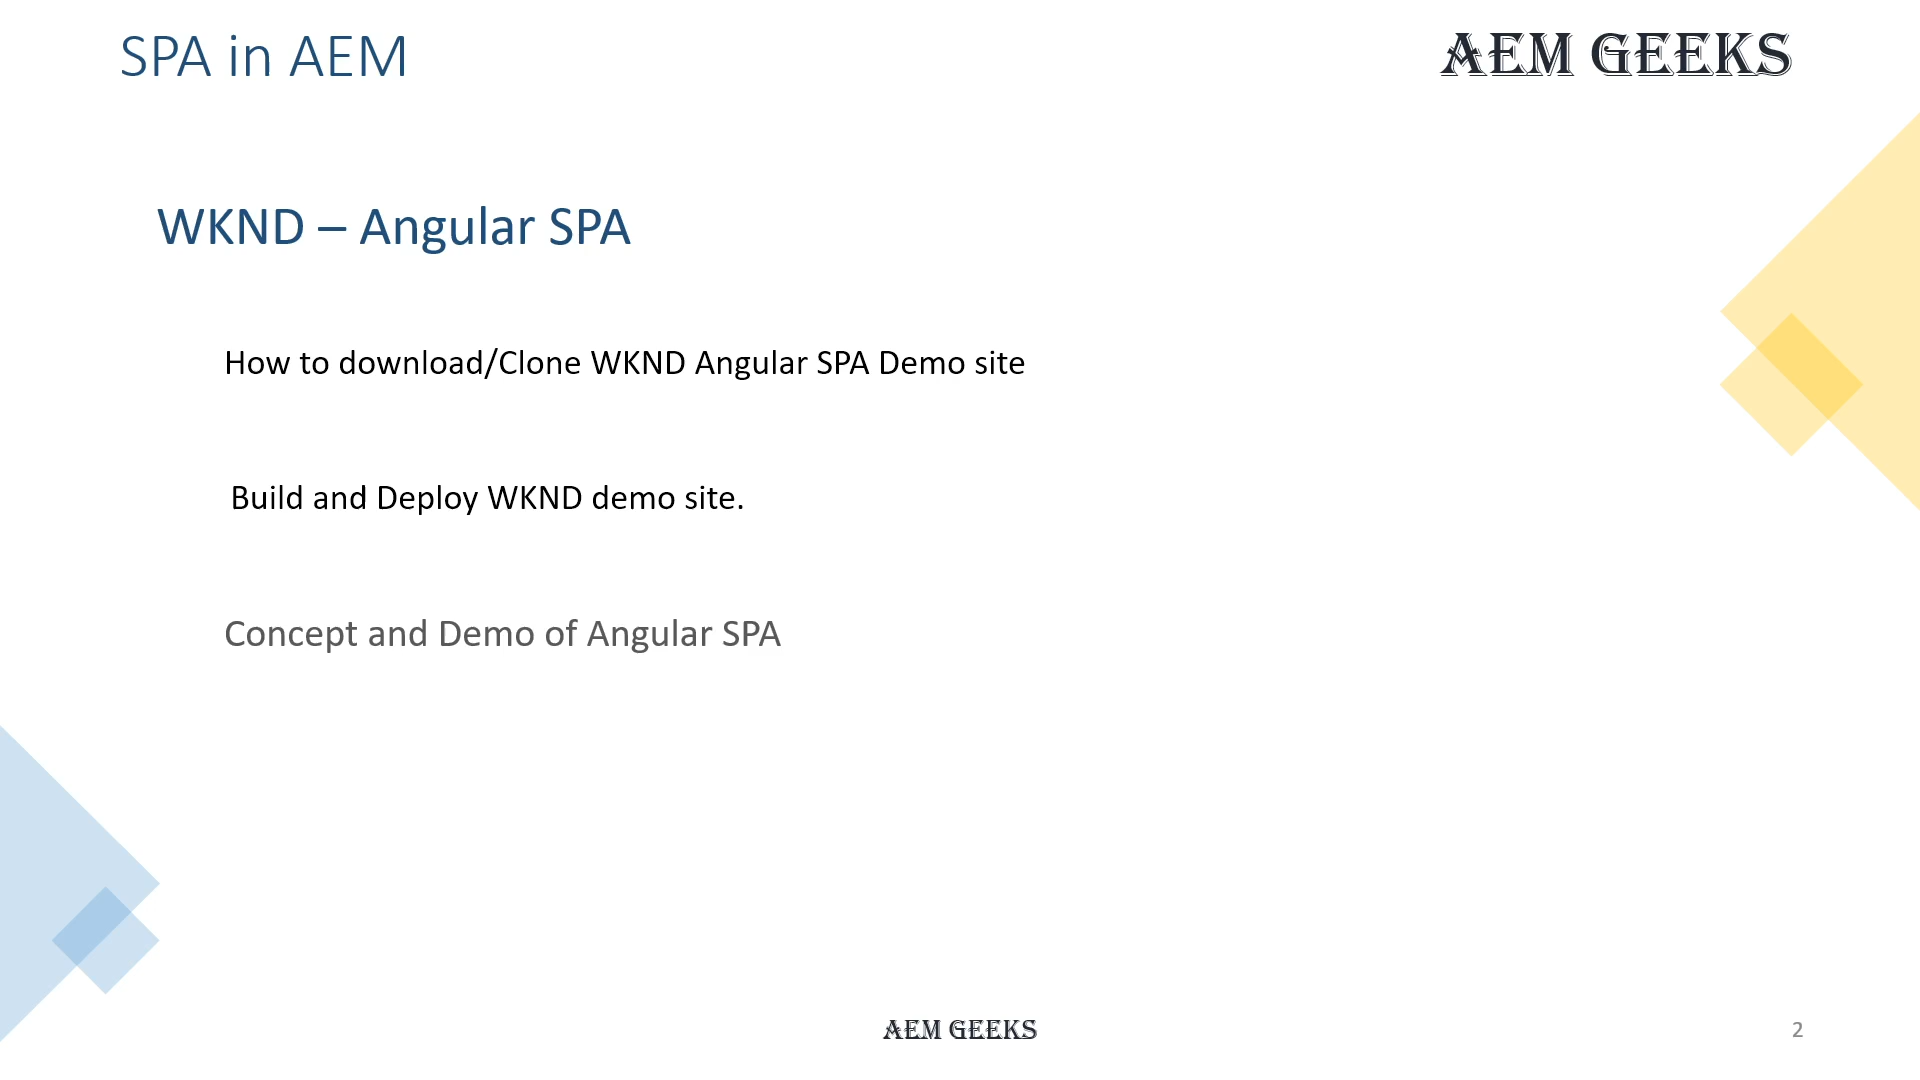 SPA in AEM
AEM GEEKS
WKND – Angular SPA
How to download/Clone WKND Angular SPA Demo site
Build and Deploy WKND demo site.
Concept and Demo of Angular SPA
AEM GEEKS
2